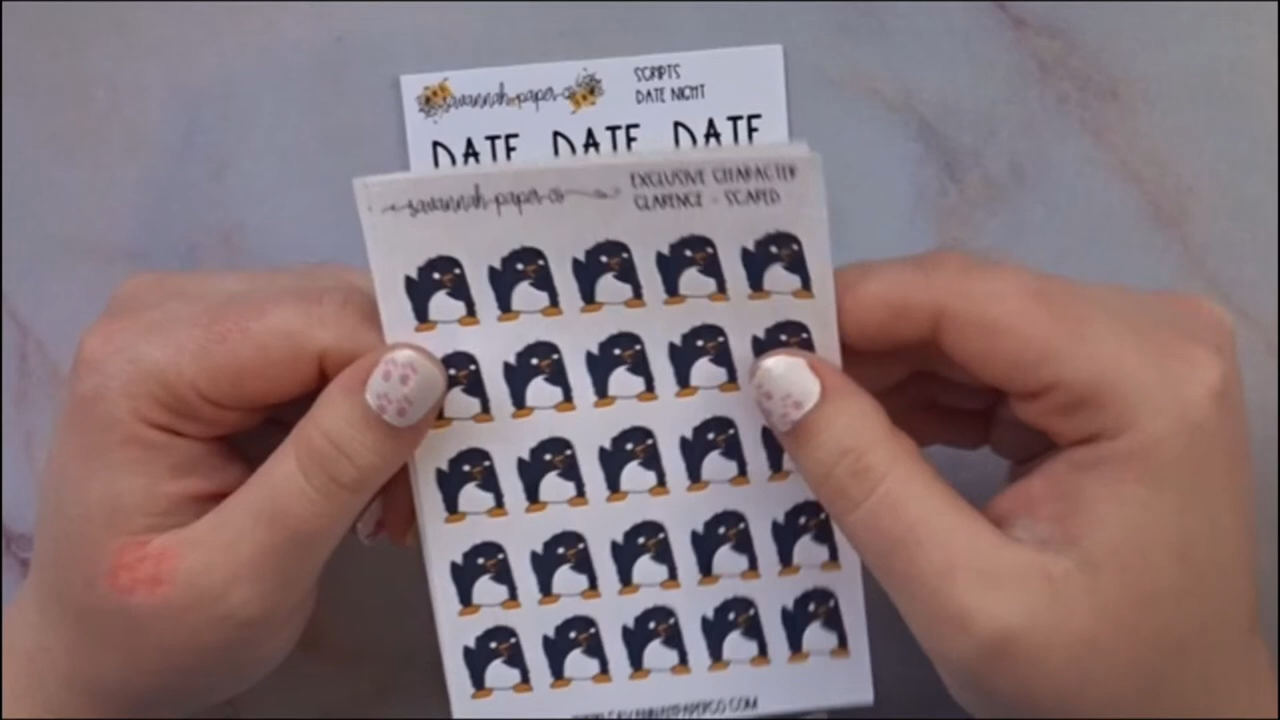 savannah-paper-co
SCRIPTS
DATE NIGHT
DATE DATE DATE
savannah-paper-co
EXCLUSIVE CHARACTER
CLARENCE - SCARED